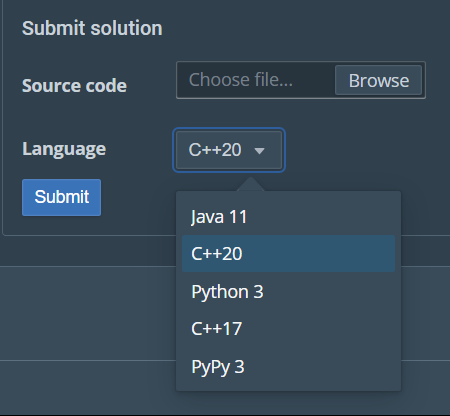 Submit solution
Source code Choose file... Browse
Language C++20
Submit
Java 11
C++20
Python 3
C++17
PyPy 3